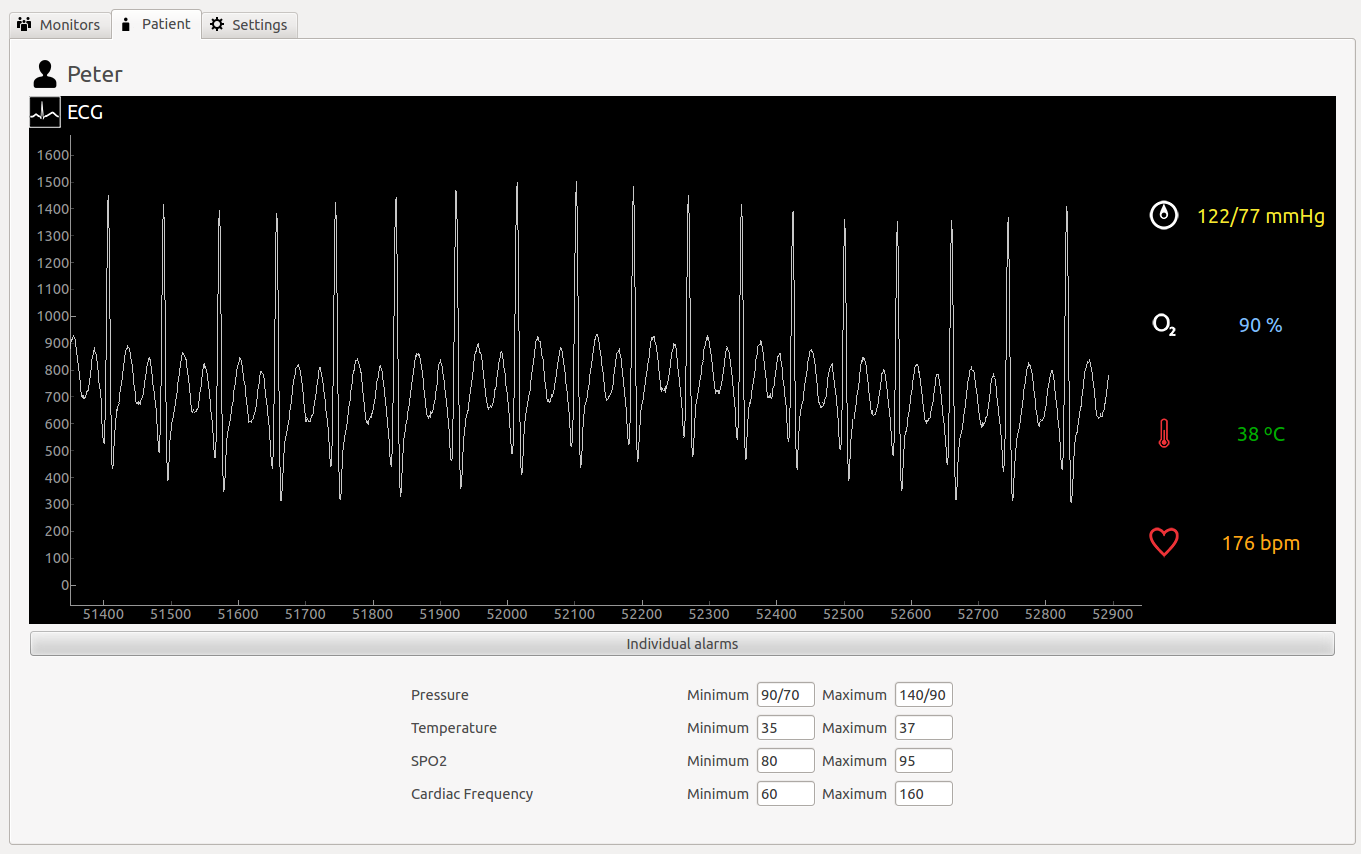 Monitors Patient Settings
Peter
ECG
1600
1500
1400
1300
1200
1100
1000
900
800
700
600
500
400
300
200
100
0
51400 51500 51600 51700 51800 51900 52000 52100 52200 52300 52400 52500 52600 52700 52800 52900
122/77 mmHg
O2 90 %
38 ºC
176 bpm
Individual alarms
Pressure Minimum 90/70 Maximum 140/90
Temperature Minimum 35 Maximum 37
SPO2 Minimum 80 Maximum 95
Cardiac Frequency Minimum 60 Maximum 160